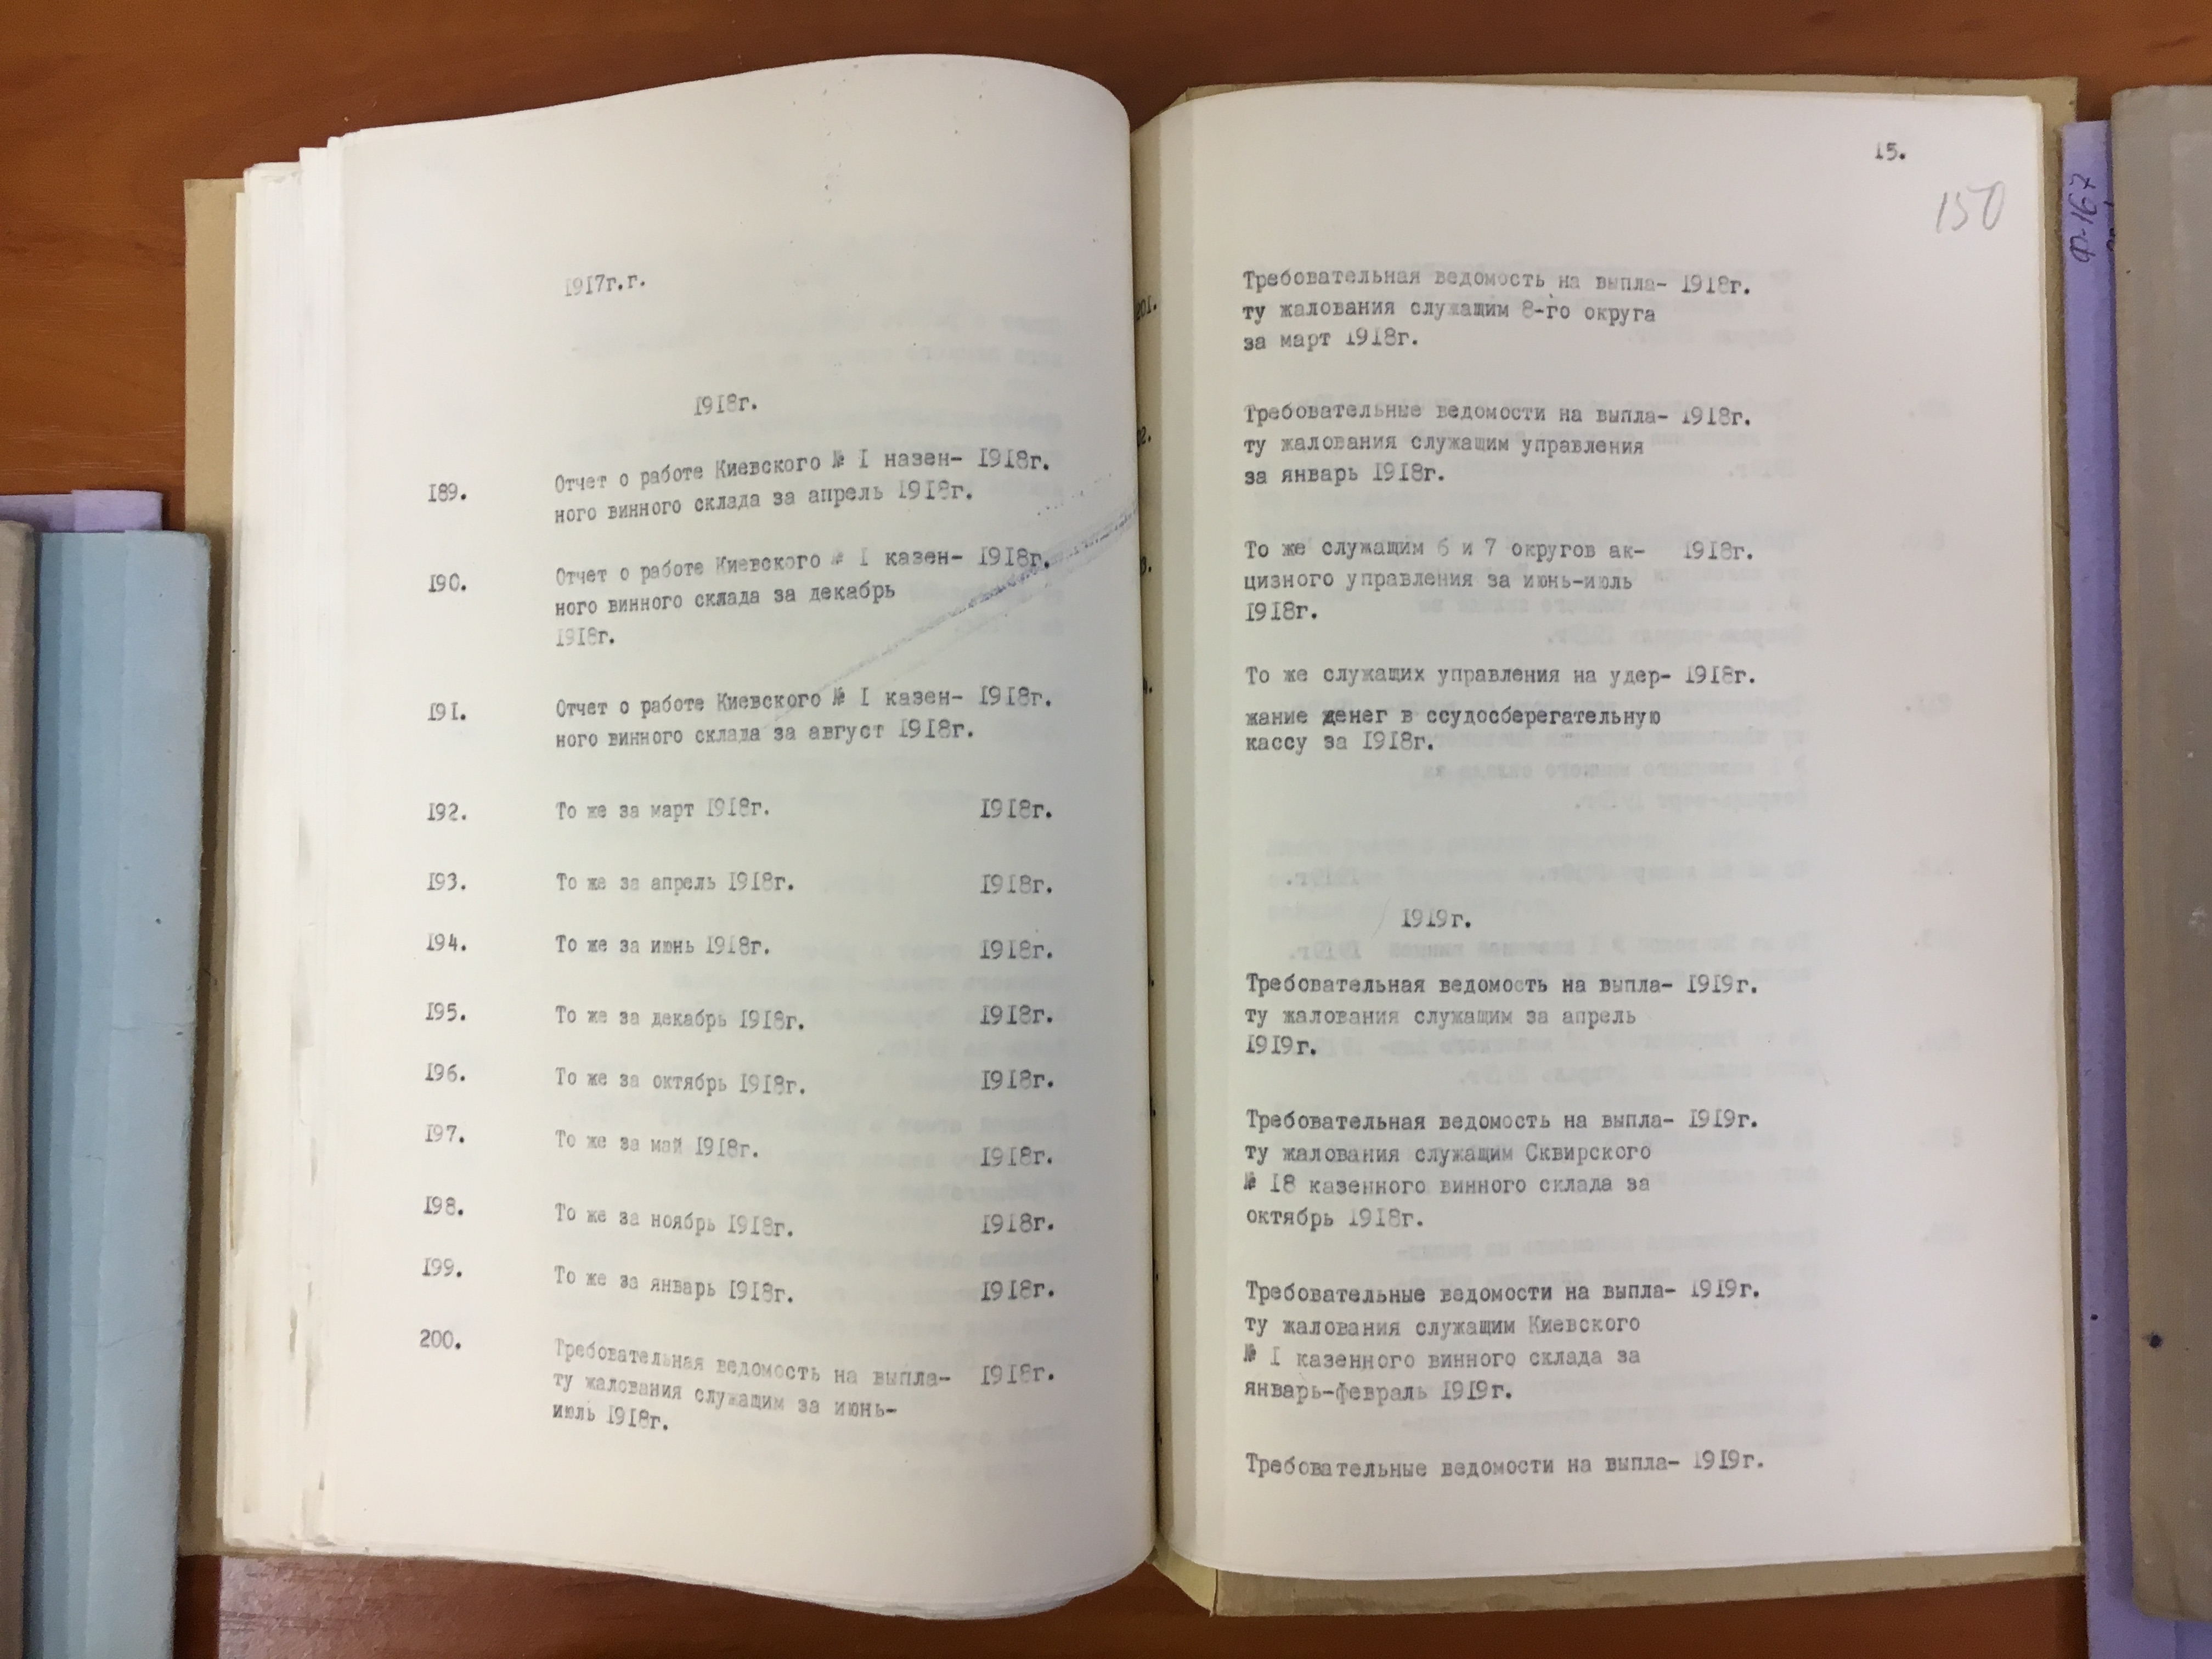 1917г.г.
1918г.
189. Отчет о работе Киевского № I назен- 1918г.
ного винного склада за апрель 1918г.
190. Отчет о работе Киевского № I казен- 1918г.
ного винного склада за декабрь
1918г.
191. Отчет о работе Киевского № I казен- 1918г.
ного винного склада за август 1918г.
192. То же за март 1918г. 1918г.
193. То же за апрель 1918г. 1918г.
194. То же за июнь 1918г. 1918г.
195. То же за декабрь 1918г. 1918г.
196. То же за октябрь 1918г. 1918г.
197. То же за май 1918г. 1918г.
198. То же за ноябрь 1918г. 1918г.
199. То же за январь 1918г. 1918г.
200. Требовательная ведомость на выпла- 1918г.
ту жалования служащим за июнь-
июль 1918г.
15.
150
Требовательная ведомость на выпла- 1918г.
ту жалования служащим 8-го округа
за март 1918г.
Требовательные ведомости на выпла- 1918г.
ту жалования служащим управления
за январь 1918г.
То же служащим 6 и 7 округов ак- 1918г.
цизного управления за июнь-июль
1918г.
То же служащих управления на удер- 1918г.
жание денег в ссудосберегательную
кассу за 1918г.
1919г.
Требовательная ведомость на выпла- 1919г.
ту жалования служащим за апрель
1919г.
Требовательная ведомость на выпла- 1919г.
ту жалования служащим Сквирского
№ 18 казенного винного склада за
октябрь 1918г.
Требовательные ведомости на выпла- 1919г.
ту жалования служащим Киевского
№ I казенного винного склада за
январь-февраль 1919г.
Требовательные ведомости на выпла- 1919г.
Ф-167